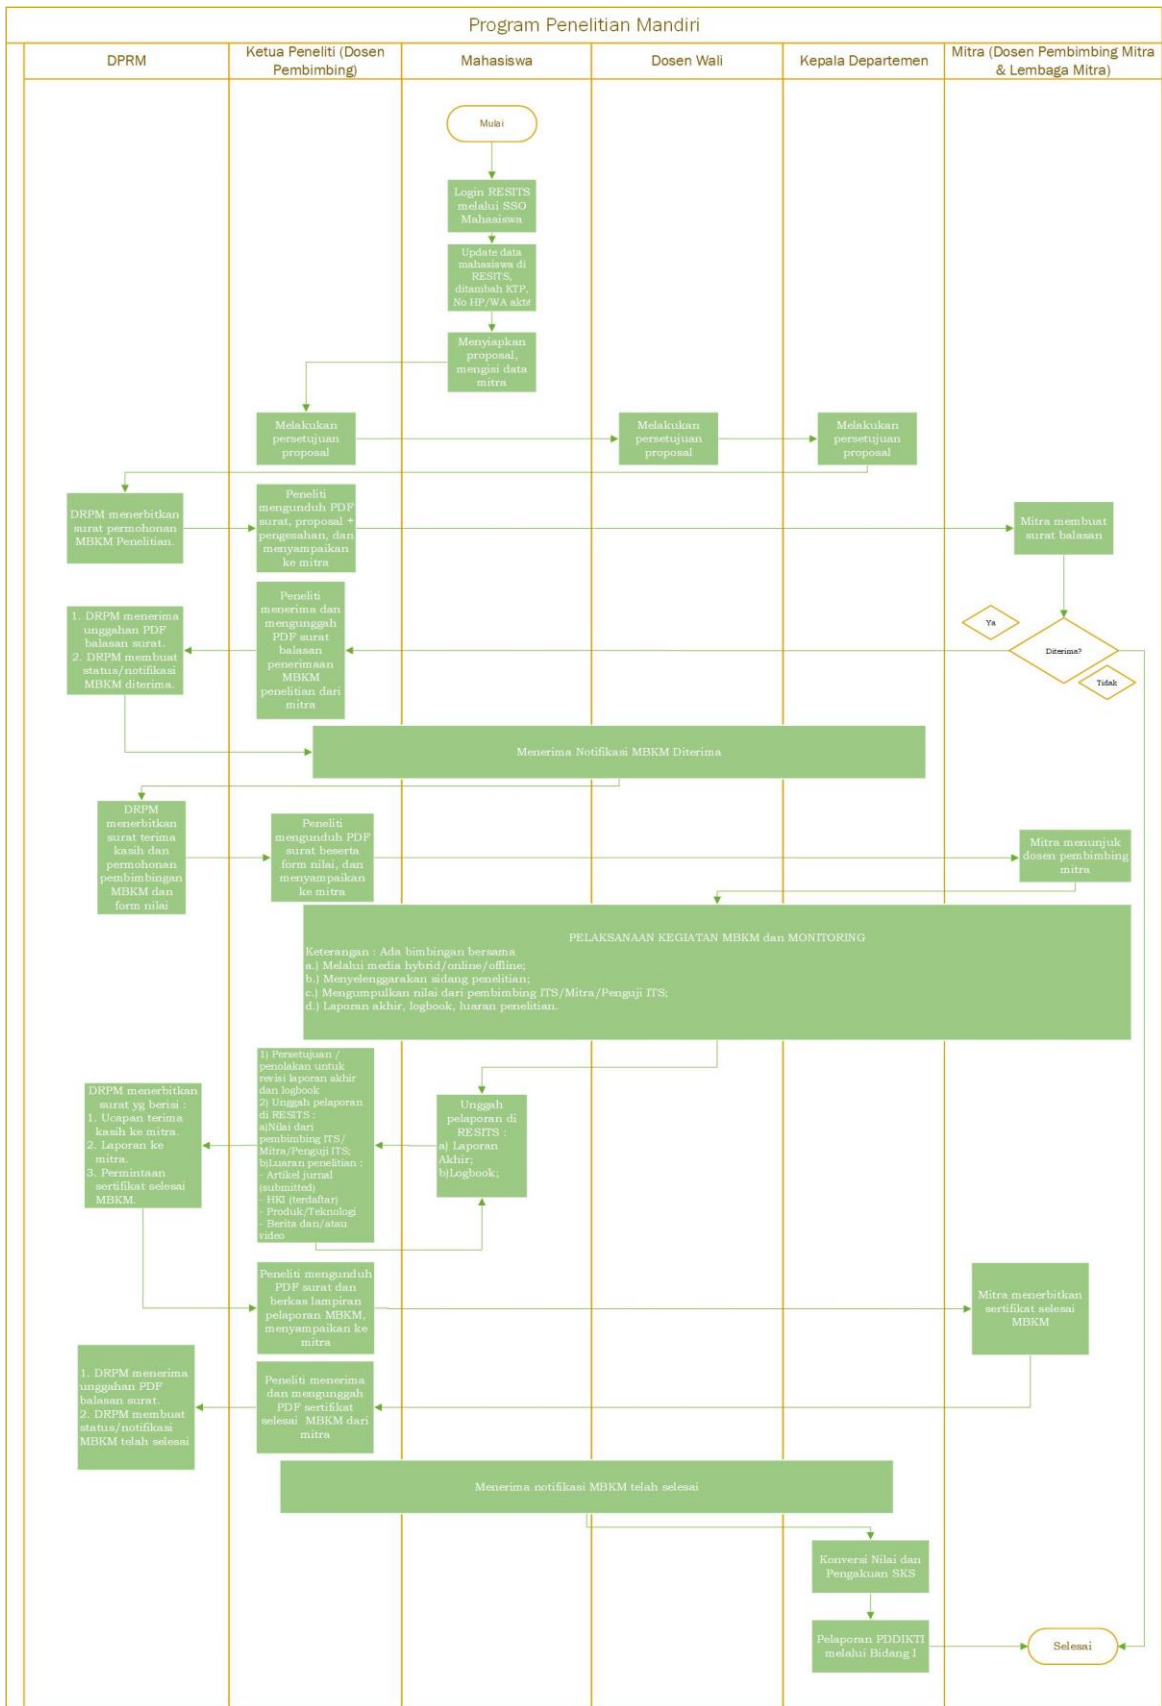 Program Penelitian Mandiri
DPRM
Ketua Peneliti (Dosen
Pembimbing)
Mahasiswa
Dosen Wali
Kepala Departemen
Mitra (Dosen Pembimbing Mitra
& Lembaga Mitra)
Mulai
Login RESITS
melalui SSO
Mahasiswa
Update data
mahasiswa di
RESITS,
ditambah KTP,
No HP/WA aktif
Menyiapkan
proposal,
mengisi data
mitra
Melakukan
persetujuan
proposal
Melakukan
persetujuan
proposal
Melakukan
persetujuan
proposal
DRPM menerbitkan
surat permohonan
MBKM Penelitian.
Peneliti
mengunduh PDF
surat, proposal +
pengesahan, dan
menyampaikan
ke mitra
Mitra membuat
surat balasan
1. DRPM menerima
unggahan PDF
balasan surat.
2. DRPM membuat
status/notifikasi
MBKM diterima.
Peneliti
menerima dan
mengunggah
PDF surat
balasan
penerimaan
MBKM
penelitian dari
mitra
Ya
Diterima?
Tidak
Menerima Notifikasi MBKM Diterima
DRPM
menerbitkan
surat terima
kasih dan
permohonan
pembimbingan
MBKM dan
form nilai
Peneliti
mengunduh PDF
surat beserta
form nilai, dan
menyampaikan
ke mitra
Mitra menunjuk
dosen pembimbing
mitra
PELAKSANAAN KEGIATAN MBKM dan MONITORING
Keterangan : Ada bimbingan bersama
a.) Melalui media hybrid/online/offline;
b.) Menyelenggarakan sidang penelitian;
c.) Mengumpulkan nilai dari pembimbing ITS/Mitra/Penguji ITS;
d.) Laporan akhir, logbook, luaran penelitian.
DRPM menerbitkan
surat yg berisi :
1. Ucapan terima
kasih ke mitra.
2. Laporan ke
mitra.
3. Permintaan
sertifikat selesai
MBKM.
1) Persetujuan /
penolakan untuk
revisi laporan akhir
dan logbook
2) Unggah pelaporan
di RESITS :
a)Nilai dari
pembimbing ITS/
Mitra/Penguji ITS;
b)Luaran penelitian :
- Artikel jurnal
(submitted)
- HKI (terdaftar)
- Produk/Teknologi
- Berita dan/atau
video
Unggah
pelaporan di
RESITS :
a) Laporan
Akhir;
b)Logbook;
Peneliti mengunduh
PDF surat dan
berkas lampiran
pelaporan MBKM,
menyampaikan ke
mitra
Mitra menerbitkan
sertifikat selesai
MBKM
1. DRPM menerima
unggahan PDF
balasan surat.
2. DRPM membuat
status/notifikasi
MBKM telah selesai
Peneliti menerima
dan mengunggah
PDF sertifikat
selesai MBKM dari
mitra
Menerima notifikasi MBKM telah selesai
Konversi Nilai dan
Pengakuan SKS
Pelaporan PDDIKTI
melalui Bidang I
Selesai